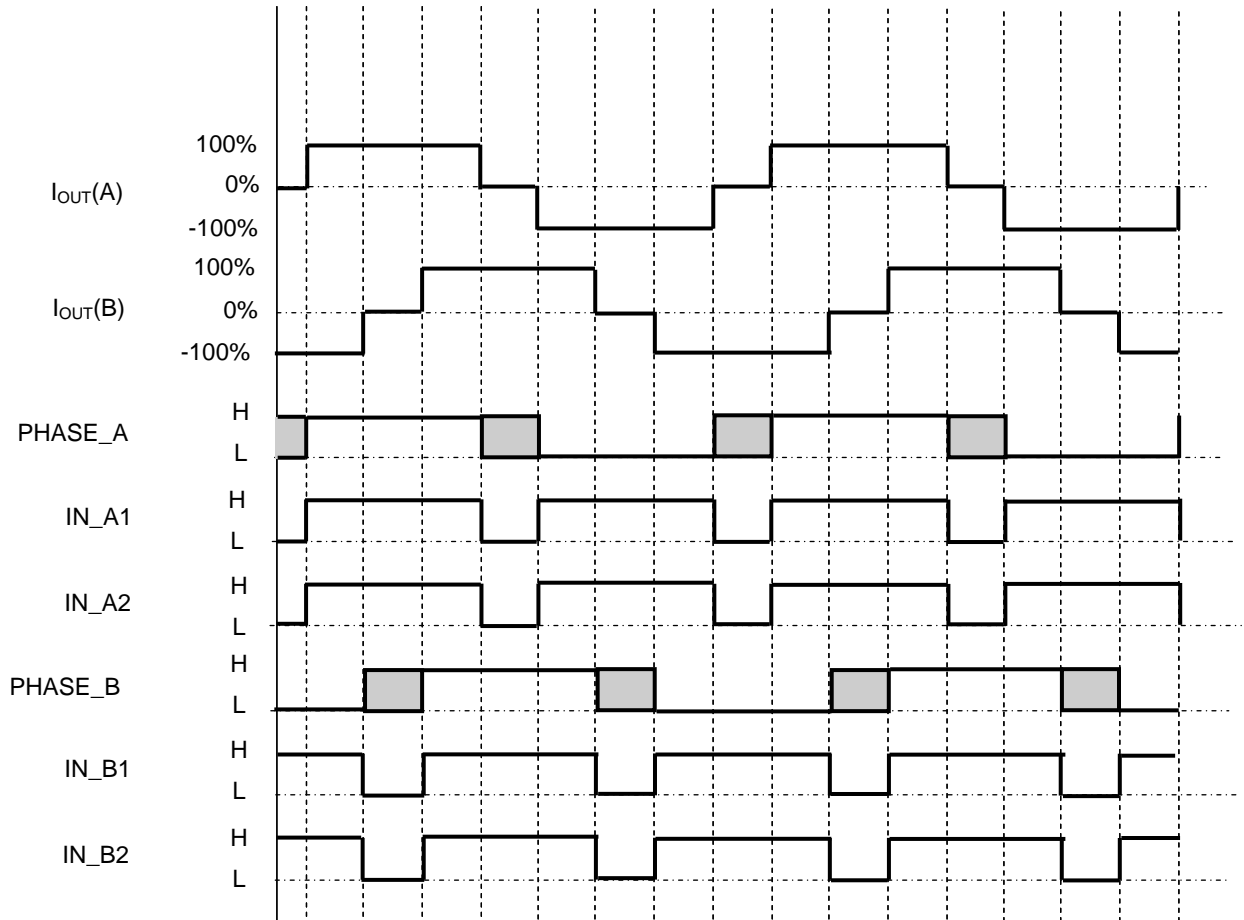 100%
I_OUT(A) 0%
-100%
100%
I_OUT(B) 0%
-100%
H
PHASE_A
L
H
IN_A1
L
H
IN_A2
L
H
PHASE_B
L
H
IN_B1
L
H
IN_B2
L